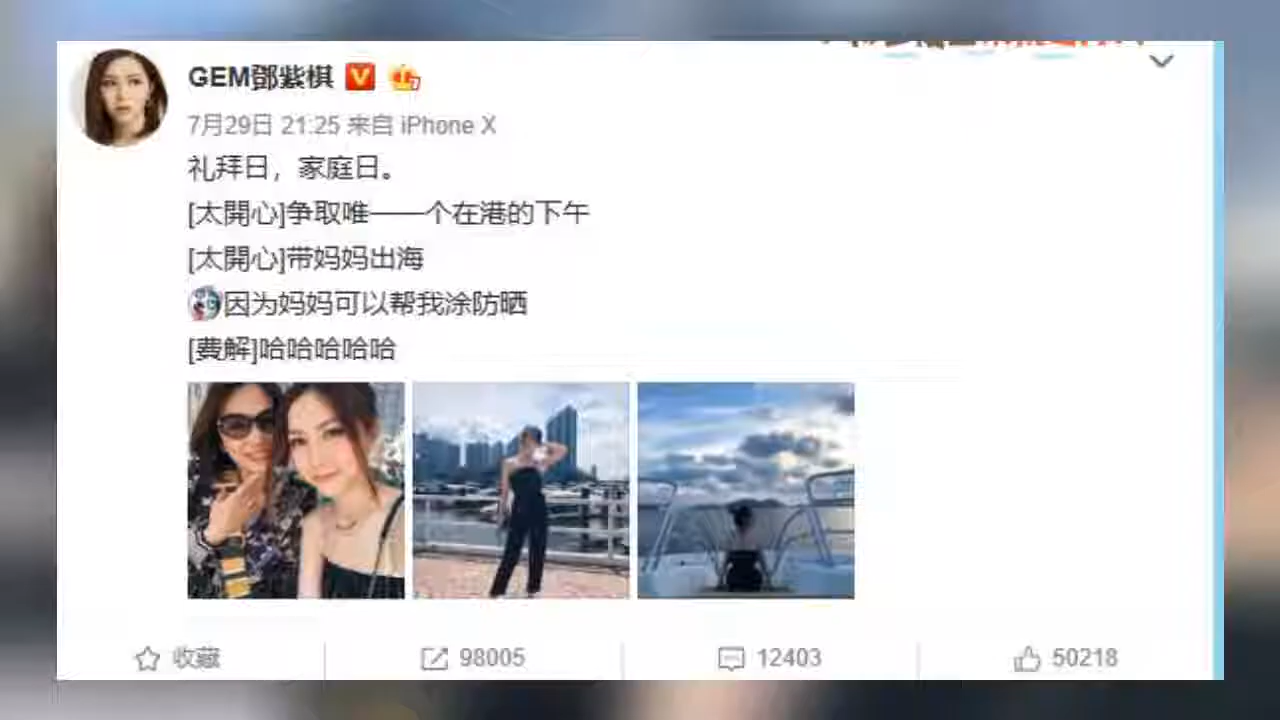 GEM鄧紫棋
7月29日 21:25 来自 iPhone X
礼拜日，家庭日。
[太開心]争取唯——个在港的下午
[太開心]带妈妈出海
因为妈妈可以帮我涂防晒
[费解]哈哈哈哈哈
收藏
98005
12403
50218